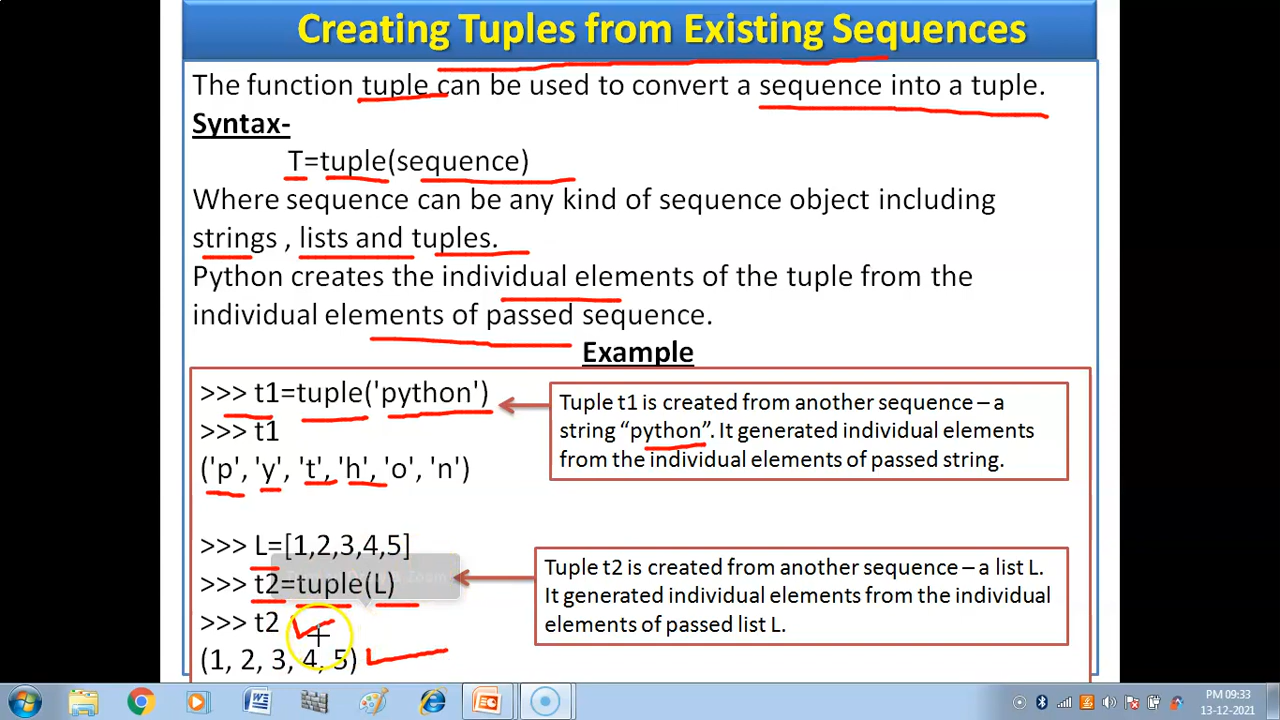 Creating Tuples from Existing Sequences
The function tuple can be used to convert a sequence into a tuple.
Syntax-
T=tuple(sequence)
Where sequence can be any kind of sequence object including
strings , lists and tuples.
Python creates the individual elements of the tuple from the
individual elements of passed sequence.
Example
>>> t1=tuple('python')
>>> t1
('p', 'y', 't', 'h', 'o', 'n')
Tuple t1 is created from another sequence – a
string “python”. It generated individual elements
from the individual elements of passed string.
>>> L=[1,2,3,4,5]
>>> t2=tuple(L)
>>> t2
(1, 2, 3, 4, 5)
Tuple t2 is created from another sequence – a list L.
It generated individual elements from the individual
elements of passed list L.
PM 09:33
13-12-2021